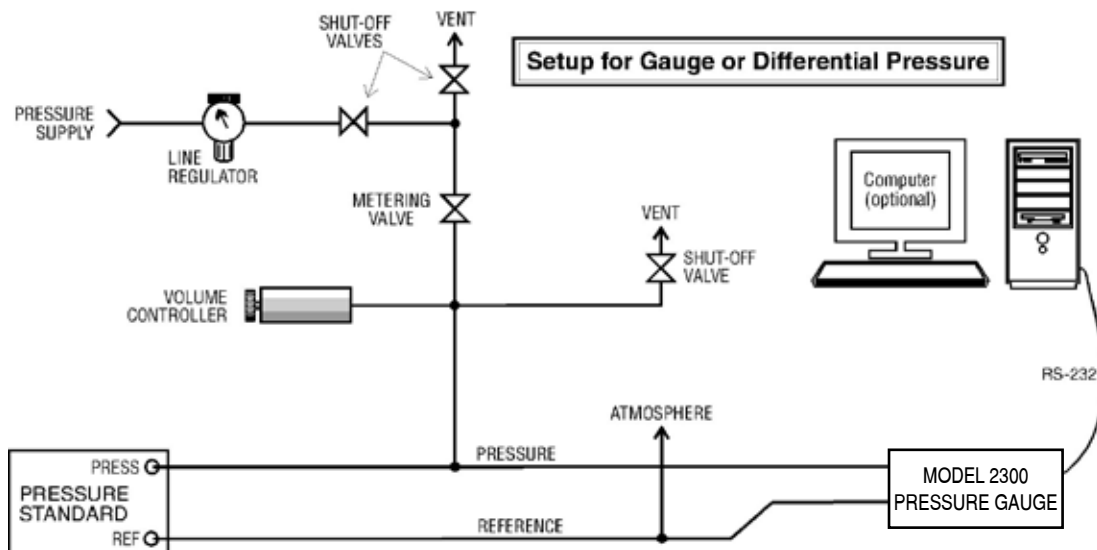 SHUT-OFF
VALVES
VENT
Setup for Gauge or Differential Pressure
PRESSURE
SUPPLY
LINE
REGULATOR
METERING
VALVE
VENT
SHUT-OFF
VALVE
Computer
(optional)
VOLUME
CONTROLLER
RS-232
ATMOSPHERE
PRESS
PRESSURE
PRESSURE
STANDARD
REF
REFERENCE
MODEL 2300
PRESSURE GAUGE